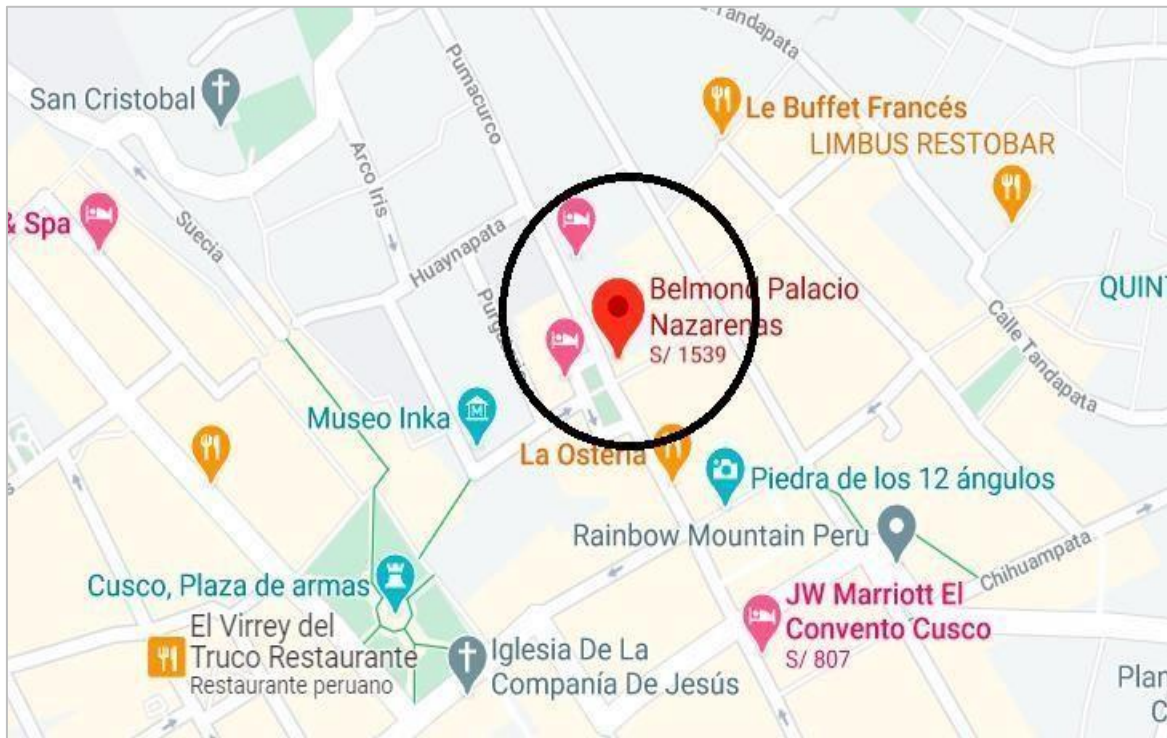 Tandapata
San Cristobal
Pumacurco
Le Buffet Francés
LIMBUS RESTOBAR
Arco Iris
& Spa
Suecia
Huaynapata
Belmond Palacio
Nazarenas
S/ 1539
QUINT
Calle Tandapata
Museo Inka
La Osteria
Piedra de los 12 ángulos
Rainbow Mountain Peru
Chihuampata
Cusco, Plaza de armas
El Virrey del
Truco Restaurante
Restaurante peruano
JW Marriott El
Convento Cusco
S/ 807
Iglesia De La
Companía De Jesús
Plan
C